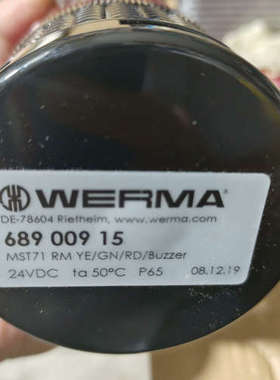 WERMA
DE-78604 Rietheim, www.werma.com
689 009 15
MST71 RM YE/GN/RD/Buzzer
24VDC ta 50°C P65 08.12.19